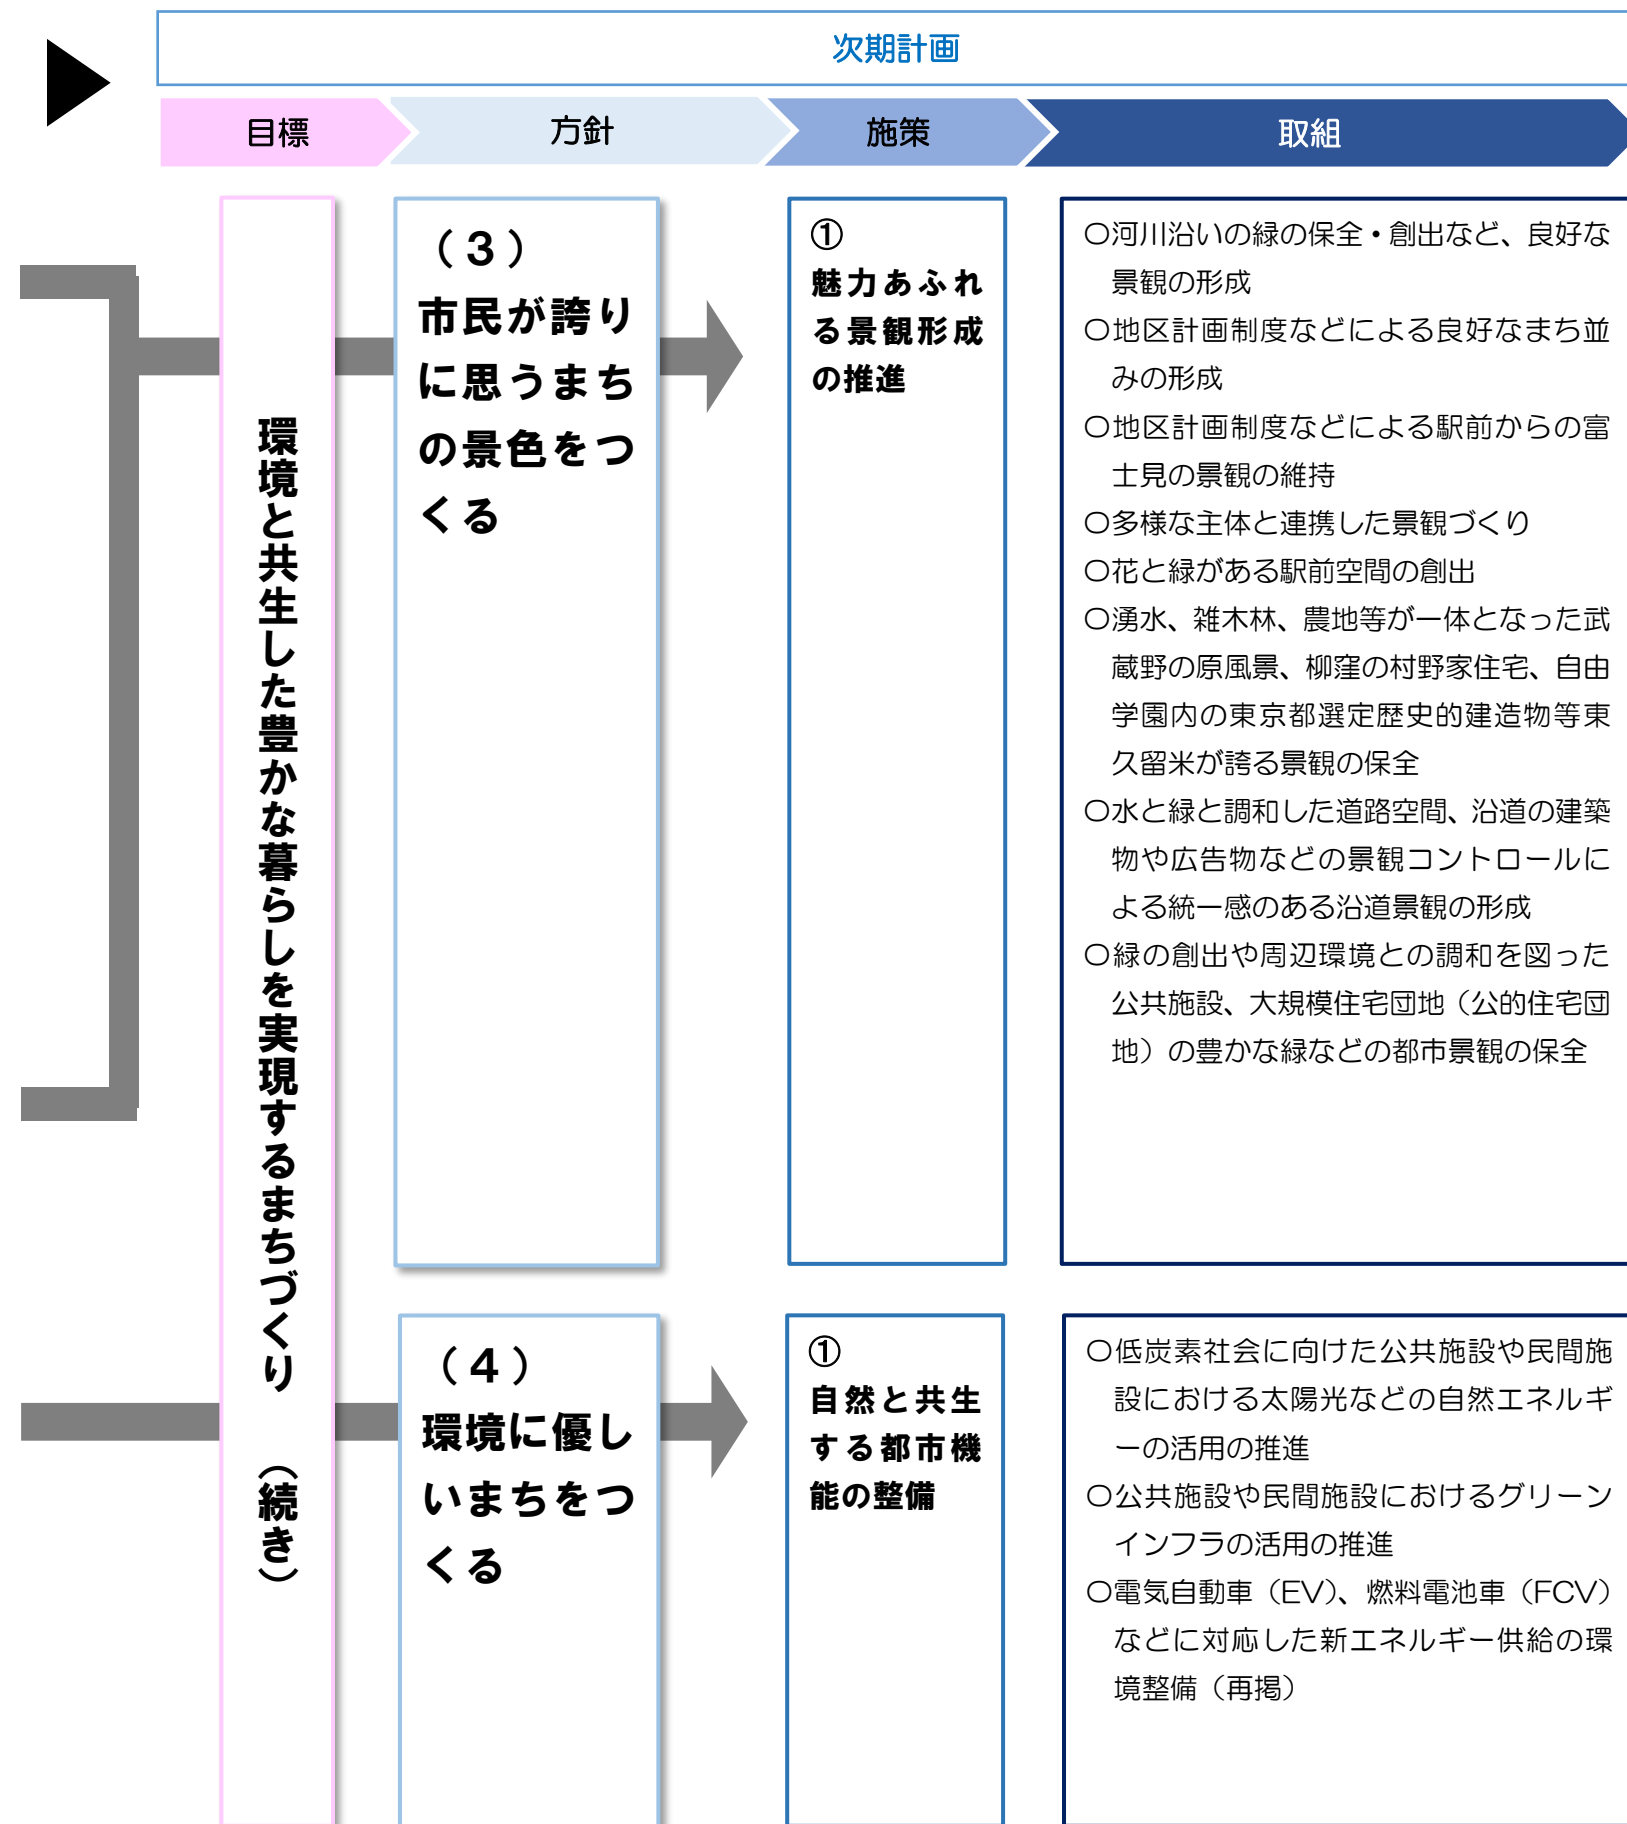 次期計画
目標
方針
施策
取組
環境と共生した豊かな暮らしを実現するまちづくり（続き）
（３）
市民が誇り
に思うまち
の景色をつ
くる
①
魅力あふれ
る景観形成
の推進
〇河川沿いの緑の保全・創出など、良好な
景観の形成
〇地区計画制度などによる良好なまち並
みの形成
〇地区計画制度などによる駅前からの富
士見の景観の維持
〇多様な主体と連携した景観づくり
〇花と緑がある駅前空間の創出
〇湧水、雑木林、農地等が一体となった武
蔵野の原風景、柳窪の村野家住宅、自由
学園内の東京都選定歴史的建造物等東
久留米が誇る景観の保全
〇水と緑と調和した道路空間、沿道の建築
物や広告物などの景観コントロールに
よる統一感のある沿道景観の形成
〇緑の創出や周辺環境との調和を図った
公共施設、大規模住宅団地（公的住宅団
地）の豊かな緑などの都市景観の保全
（４）
環境に優し
いまちをつ
くる
①
自然と共生
する都市機
能の整備
〇低炭素社会に向けた公共施設や民間施
設における太陽光などの自然エネルギ
ーの活用の推進
〇公共施設や民間施設におけるグリーン
インフラの活用の推進
〇電気自動車（EV）、燃料電池車（FCV）
などに対応した新エネルギー供給の環
境整備（再掲）